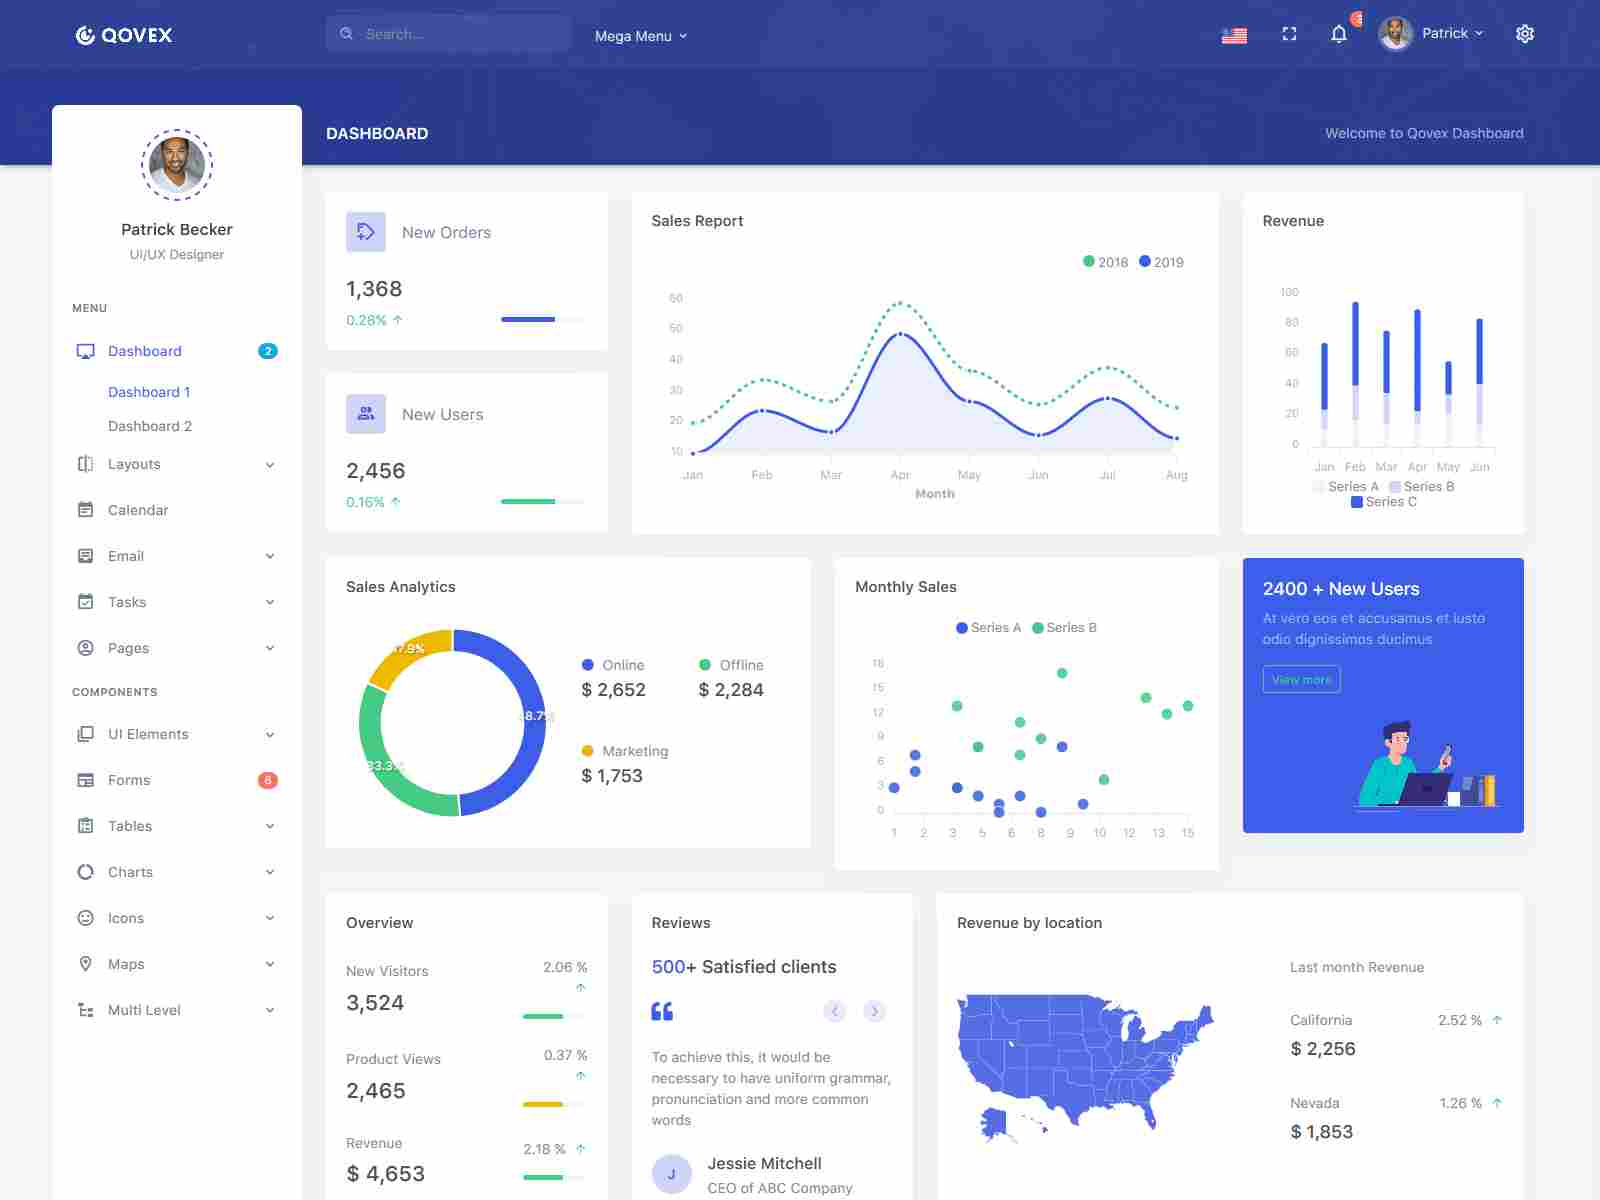 QOVEX
Search...
Mega Menu
Patrick
DASHBOARD
Welcome to Qovex Dashboard
Patrick Becker
UI/UX Designer
MENU
Dashboard 2
Dashboard 1
Dashboard 2
Layouts
Calendar
Email
Tasks
Pages
COMPONENTS
UI Elements
Forms 6
Tables
Charts
Icons
Maps
Multi Level
New Orders
1,368
0.28% ↑
New Users
2,456
0.16% ↑
Sales Report
2018 2019
60
50
40
30
20
10
Jan Feb Mar Apr May Jun Jul Aug
Month
Revenue
100
80
60
40
20
0
Jan Feb Mar Apr May Jun
Series A Series B
Series C
Sales Analytics
Online Offline
$ 2,652 $ 2,284
Marketing
$ 1,753
33.3%
Monthly Sales
Series A Series B
18
15
12
9
6
3
0
1 2 3 5 6 8 9 10 12 13 15
2400 + New Users
At vero eos et accusamus et iusto
odio dignissimos ducimus
View more
Overview
New Visitors 2.06 % ↑
3,524
Product Views 0.37 % ↑
2,465
Revenue 2.18 % ↑
$ 4,653
Reviews
500+ Satisfied clients
To achieve this, it would be
necessary to have uniform grammar,
pronunciation and more common
words
J
Jessie Mitchell
CEO of ABC Company
Revenue by location
Last month Revenue
California 2.52 % ↑
$ 2,256
Nevada 1.26 % ↑
$ 1,853